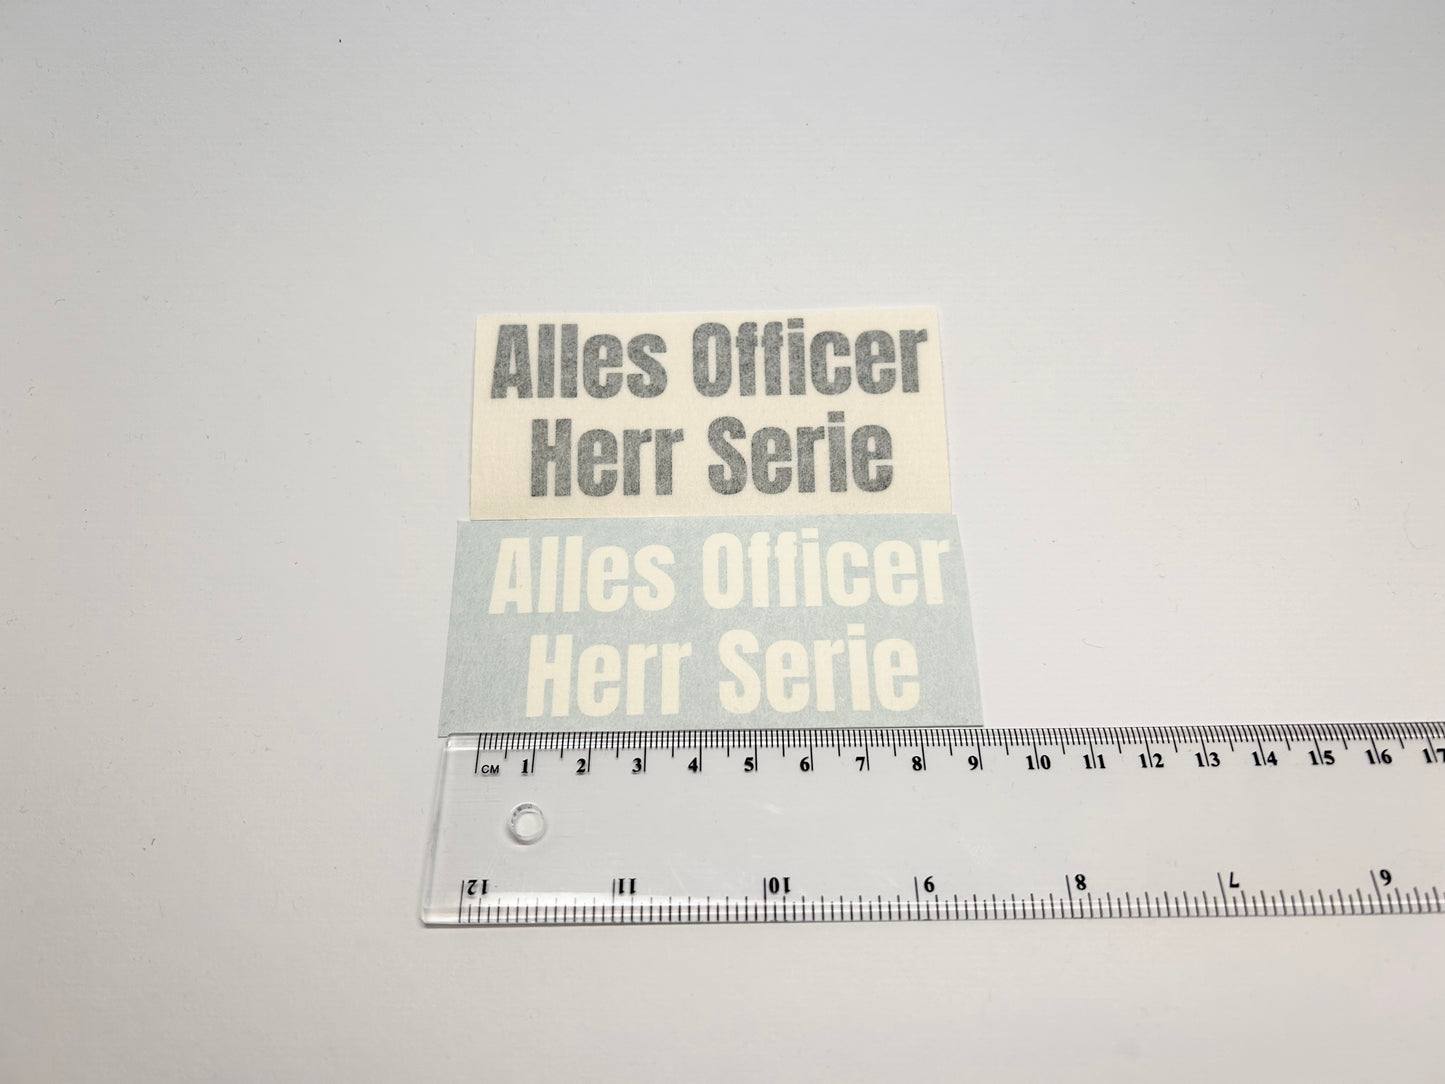 Alles Officer
Herr Serie
Alles Officer
Herr Serie
CM 1 2 3 4 5 6 7 8 9 10 11 12 13 14 15 16 17
12 11 10 9 8 7 6